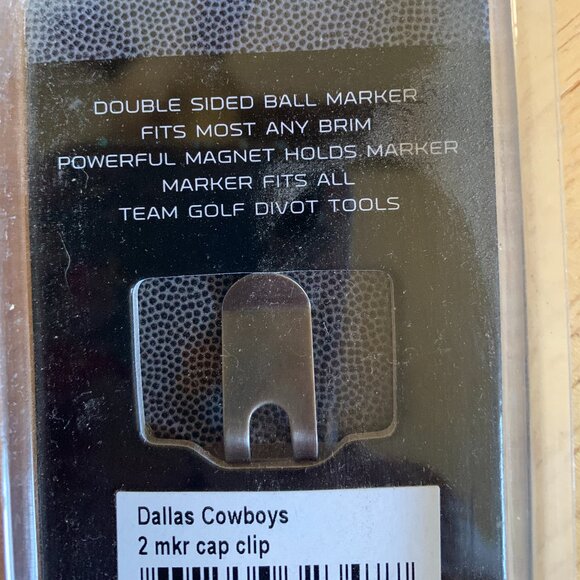 DOUBLE SIDED BALL MARKER
FITS MOST ANY BRIM
POWERFUL MAGNET HOLDS MARKER
MARKER FITS ALL
TEAM GOLF DIVOT TOOLS
Dallas Cowboys
2 mkr cap clip